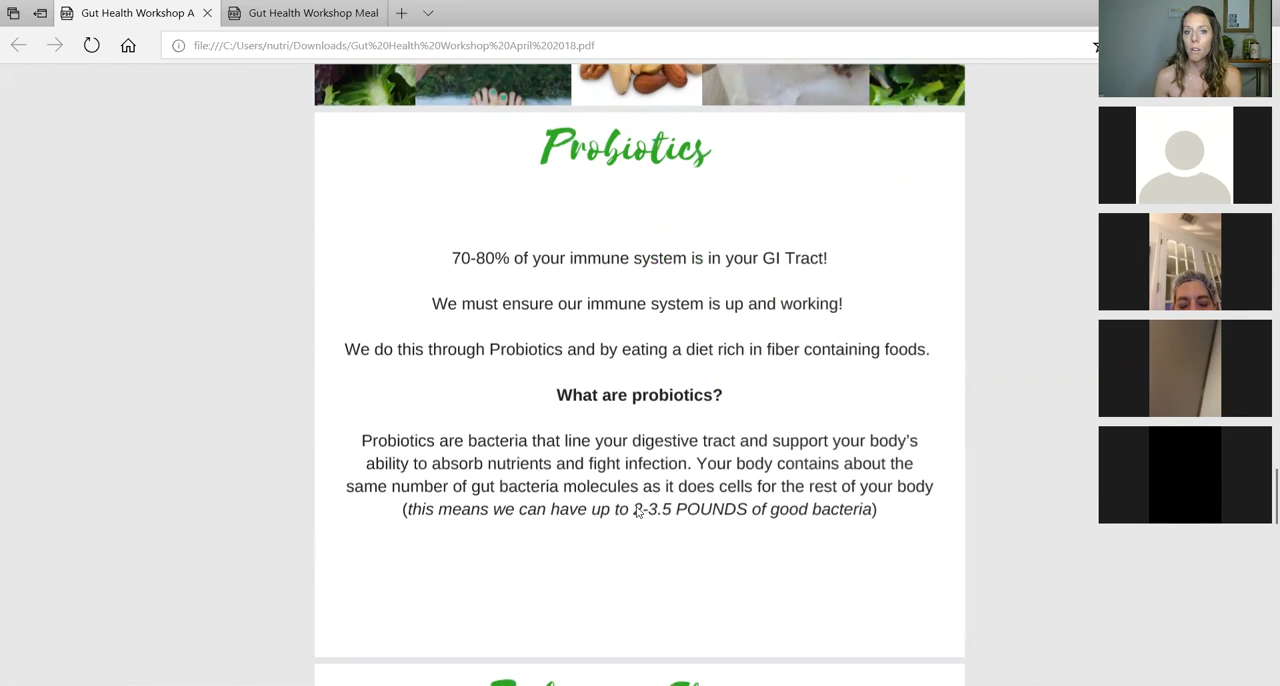 Gut Health Workshop A
Gut Health Workshop Meal
file:///C:/Users/nutri/Downloads/Gut%20Health%20Workshop%20April%202018.pdf
Probiotics
70-80% of your immune system is in your GI Tract!
We must ensure our immune system is up and working!
We do this through Probiotics and by eating a diet rich in fiber containing foods.
What are probiotics?
Probiotics are bacteria that line your digestive tract and support your body's
ability to absorb nutrients and fight infection. Your body contains about the
same number of gut bacteria molecules as it does cells for the rest of your body
(this means we can have up to -3.5 POUNDS of good bacteria)